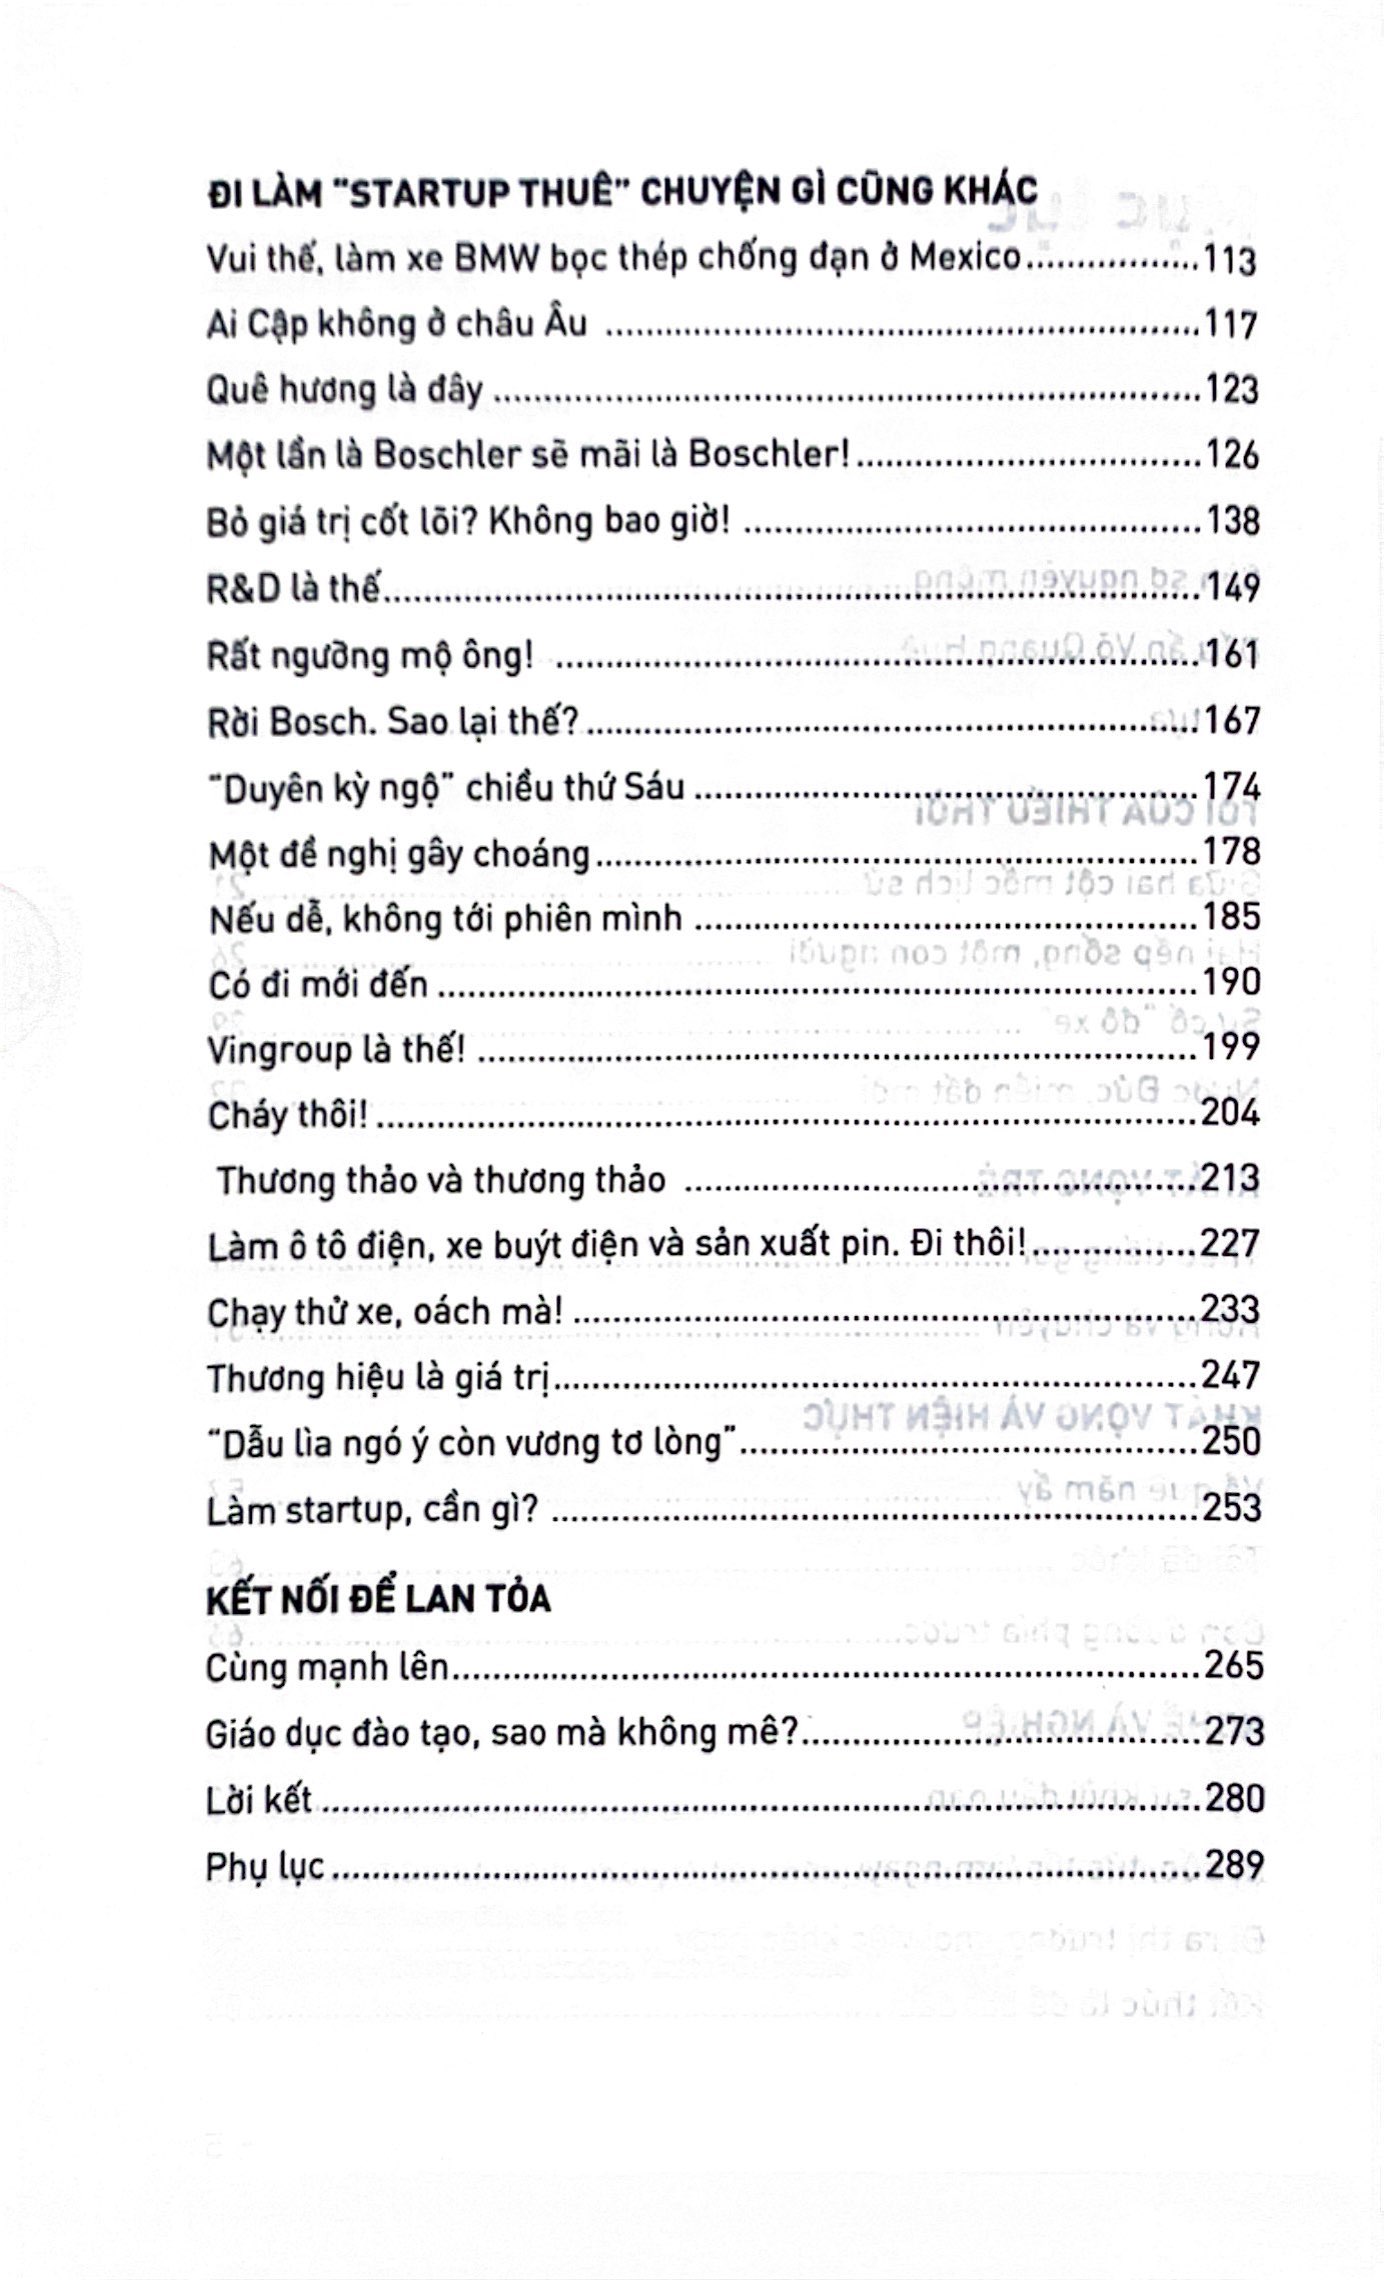 ĐI LÀM “STARTUP THUÊ” CHUYỆN GÌ CŨNG KHÁC
Vui thế, làm xe BMW bọc thép chống đạn ở Mexico.................113
Ai Cập không ở châu Âu ............................................................117
Quê hương là đây .......................................................................123
Một lần là Boschler sẽ mãi là Boschler!...................................126
Bỏ giá trị cốt lõi? Không bao giờ! ..............................................138
R&D là thế..................................................................................149
Rất ngưỡng mộ ông! .................................................................161
Rời Bosch. Sao lại thế?..............................................................167
“Duyên kỳ ngộ” chiều thứ Sáu ...................................................174
Một đề nghị gây choáng.............................................................178
Nếu dễ, không tới phiên mình ...................................................185
Có đi mới đến .............................................................................190
Vingroup là thế! .........................................................................199
Cháy thôi!...................................................................................204
Thương thảo và thương thảo ....................................................213
Làm ô tô điện, xe buýt điện và sản xuất pin. Đi thôi!................227
Chạy thử xe, oách mà! ...............................................................233
Thương hiệu là giá trị.................................................................247
“Dẫu lìa ngó ý còn vương tơ lòng”..............................................250
Làm startup, cần gì? .................................................................253
KẾT NỐI ĐỂ LAN TỎA
Cùng mạnh lên...........................................................................265
Giáo dục đào tạo, sao mà không mê?........................................273
Lời kết ........................................................................................280
Phụ lục .......................................................................................289